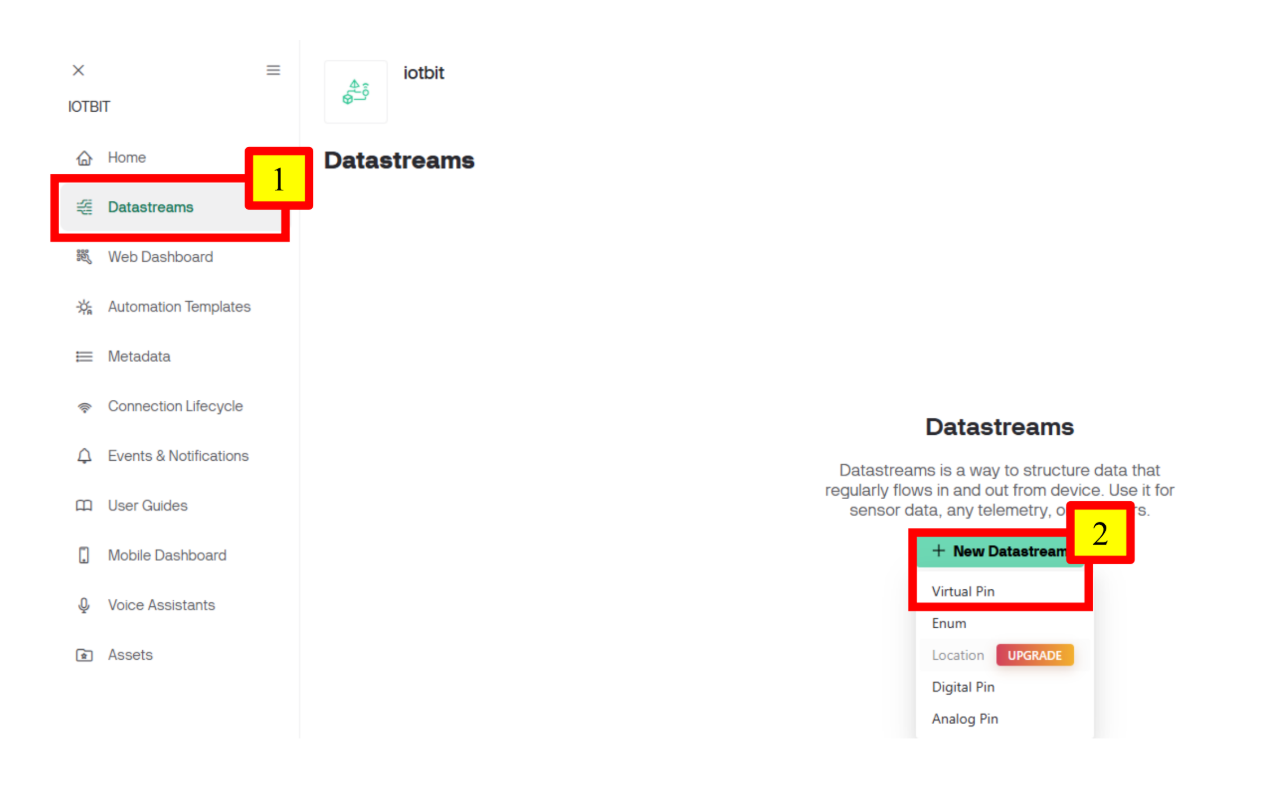 IOTBIT
Home
Datastreams
Web Dashboard
Automation Templates
Metadata
Connection Lifecycle
Events & Notifications
User Guides
Mobile Dashboard
Voice Assistants
Assets
1
iotbit
Datastreams
Datastreams
Datastreams is a way to structure data that
regularly flows in and out from device. Use it for
sensor data, any telemetry, o
2
+ New Datastream
Virtual Pin
Enum
Location UPGRADE
Digital Pin
Analog Pin